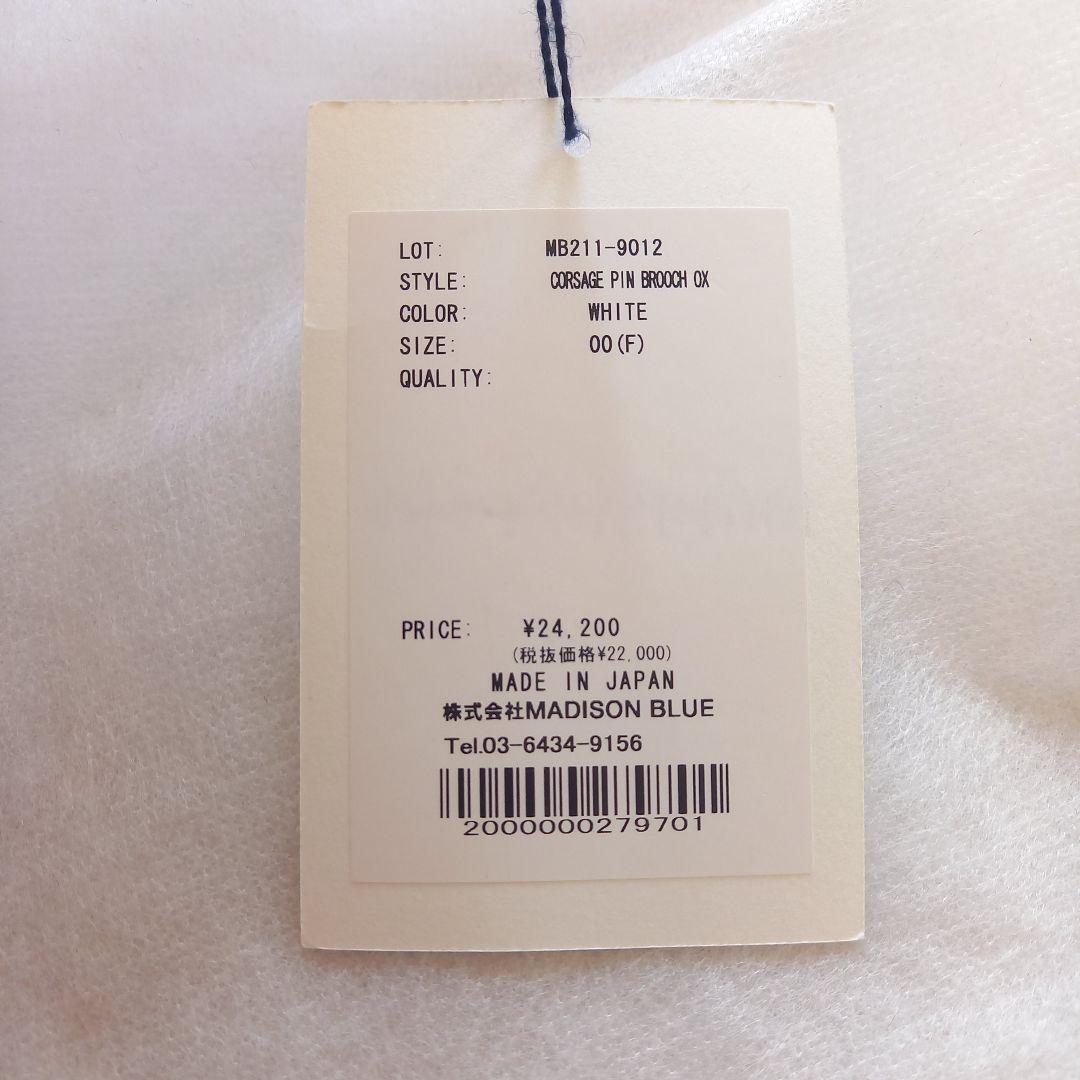 LOT: MB211-9012
STYLE: CORSAGE PIN BROOCH OX
COLOR: WHITE
SIZE: 00(F)
QUALITY:
PRICE: ¥24,200
(税抜価格¥22,000)
MADE IN JAPAN
株式会社MADISON BLUE
Tel.03-6434-9156
2000000279701